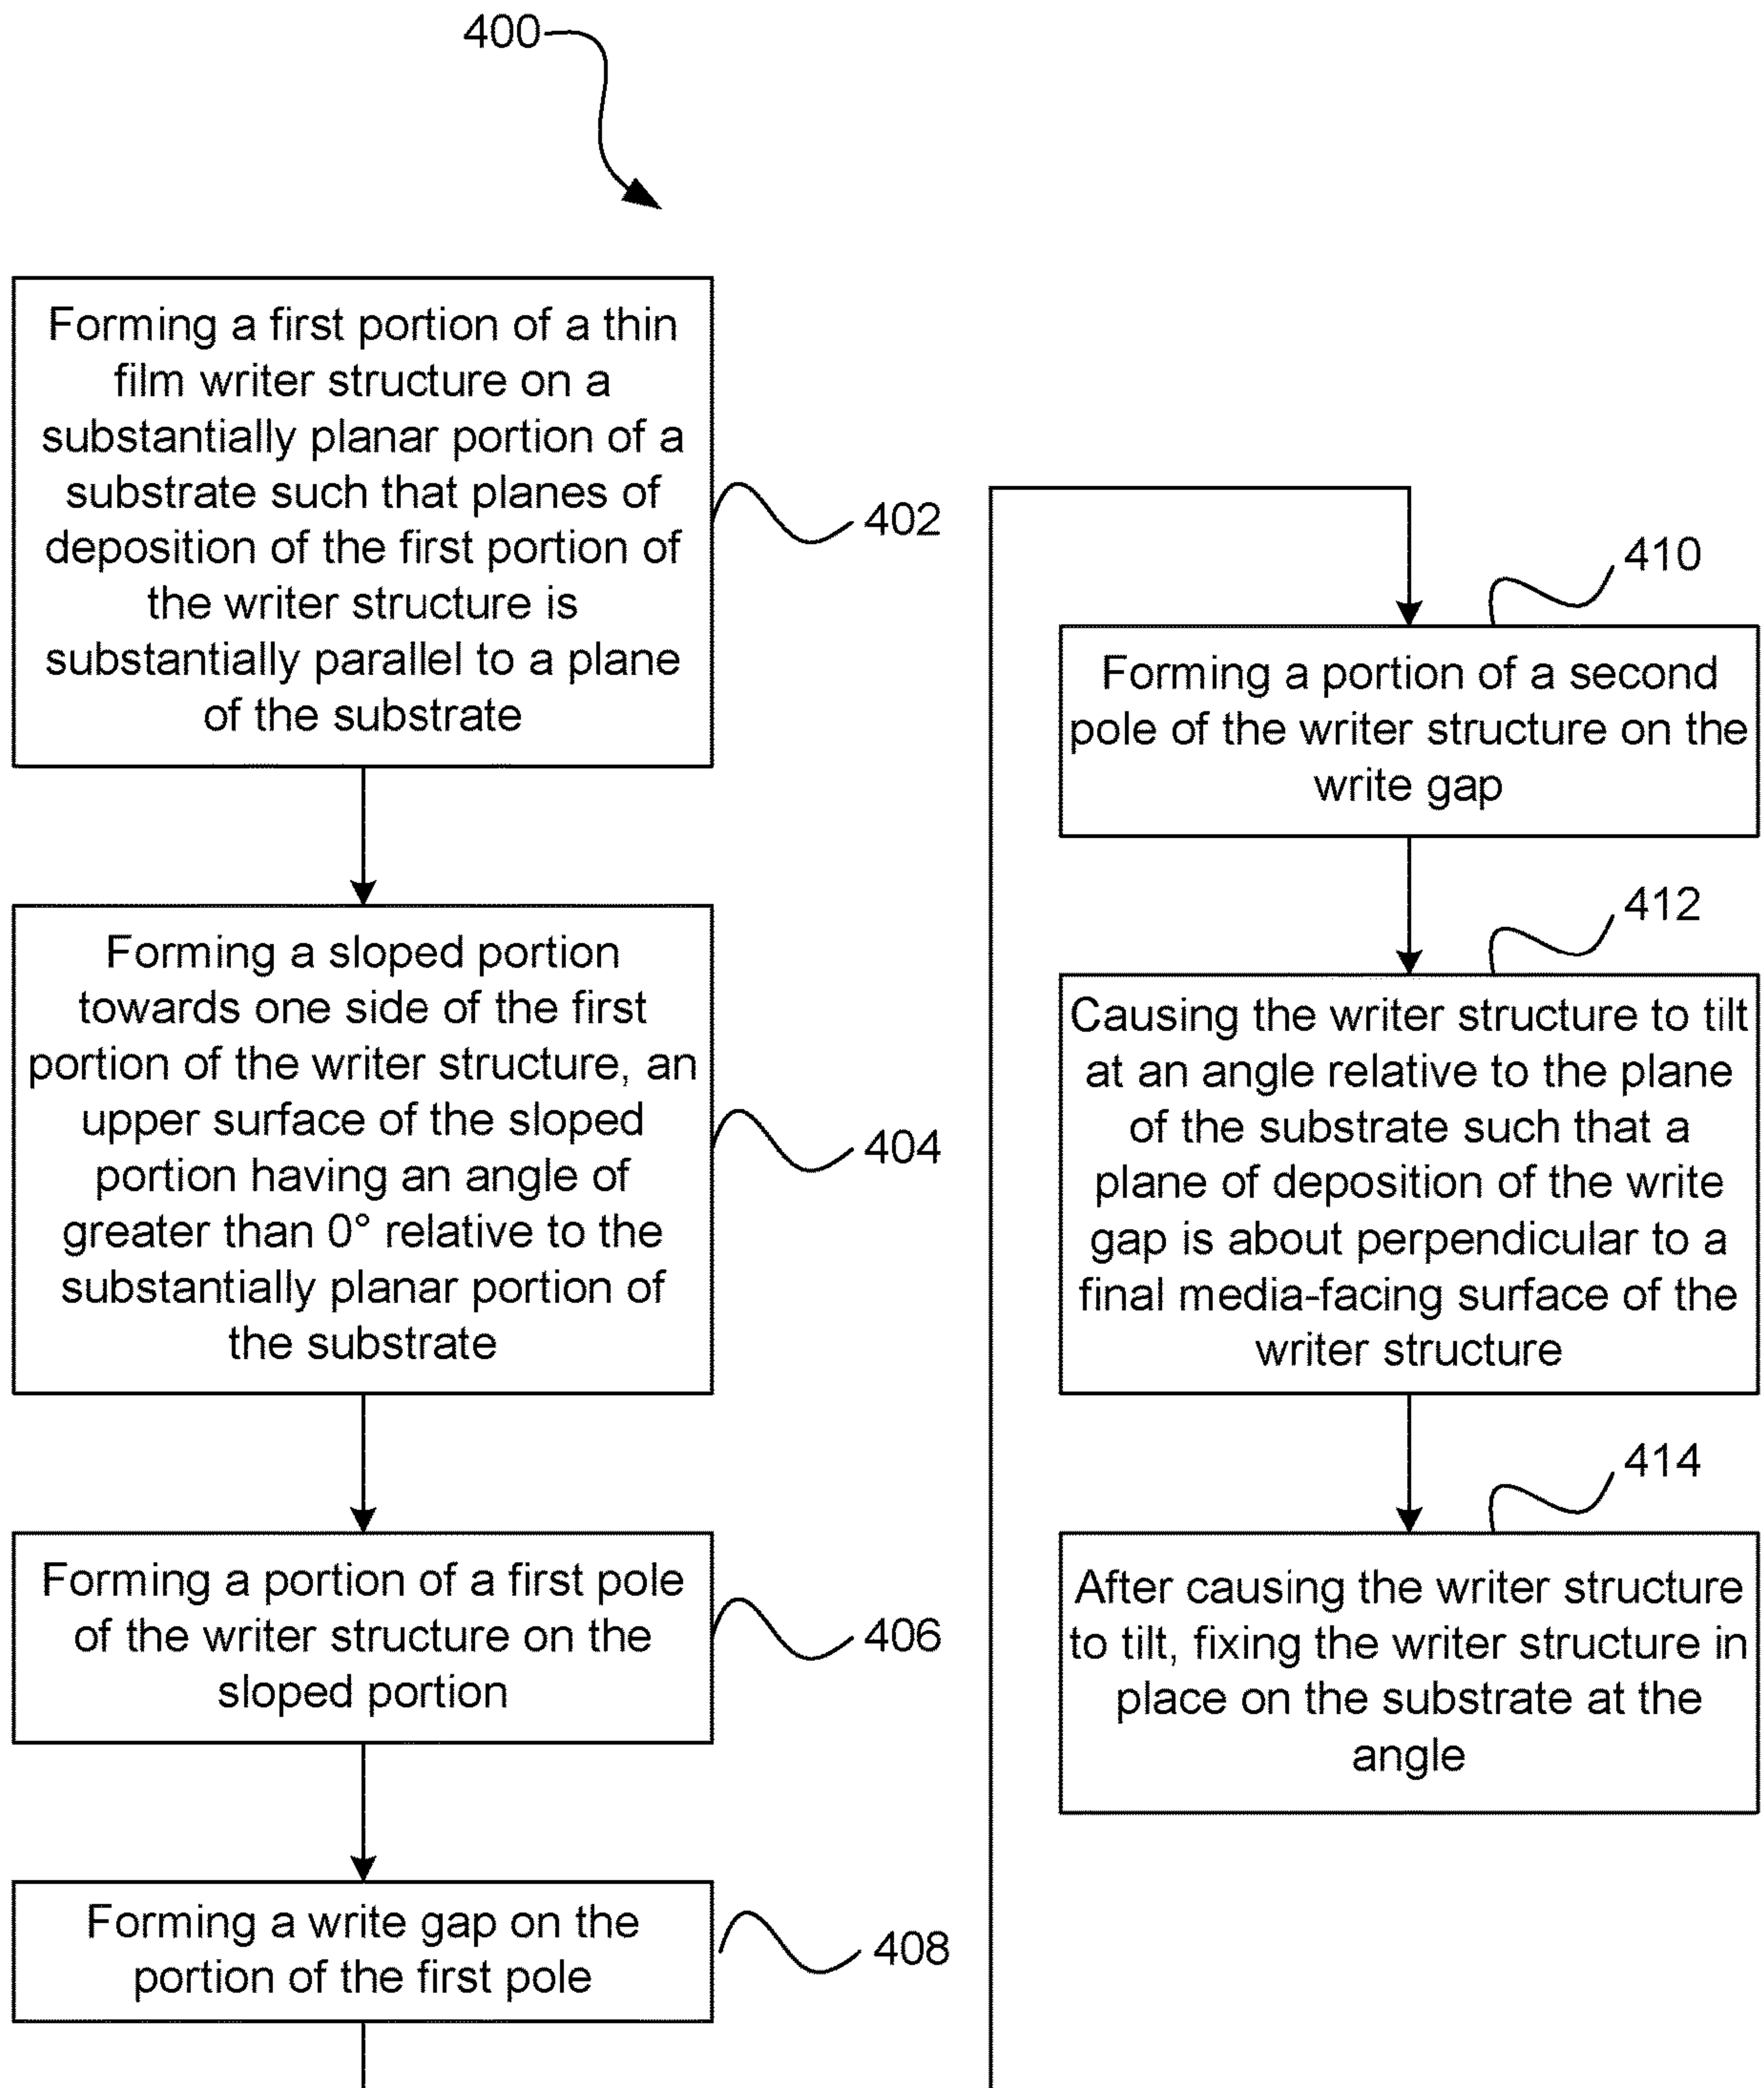 400
Forming a first portion of a thin
film writer structure on a
substantially planar portion of a
substrate such that planes of
deposition of the first portion of
the writer structure is
substantially parallel to a plane
of the substrate
402
Forming a sloped portion
towards one side of the first
portion of the writer structure, an
upper surface of the sloped
portion having an angle of
greater than 0° relative to the
substantially planar portion of
the substrate
404
Forming a portion of a first pole
of the writer structure on the
sloped portion
406
Forming a write gap on the
portion of the first pole
408
410
Forming a portion of a second
pole of the writer structure on the
write gap
412
Causing the writer structure to tilt
at an angle relative to the plane
of the substrate such that a
plane of deposition of the write
gap is about perpendicular to a
final media-facing surface of the
writer structure
414
After causing the writer structure
to tilt, fixing the writer structure in
place on the substrate at the
angle